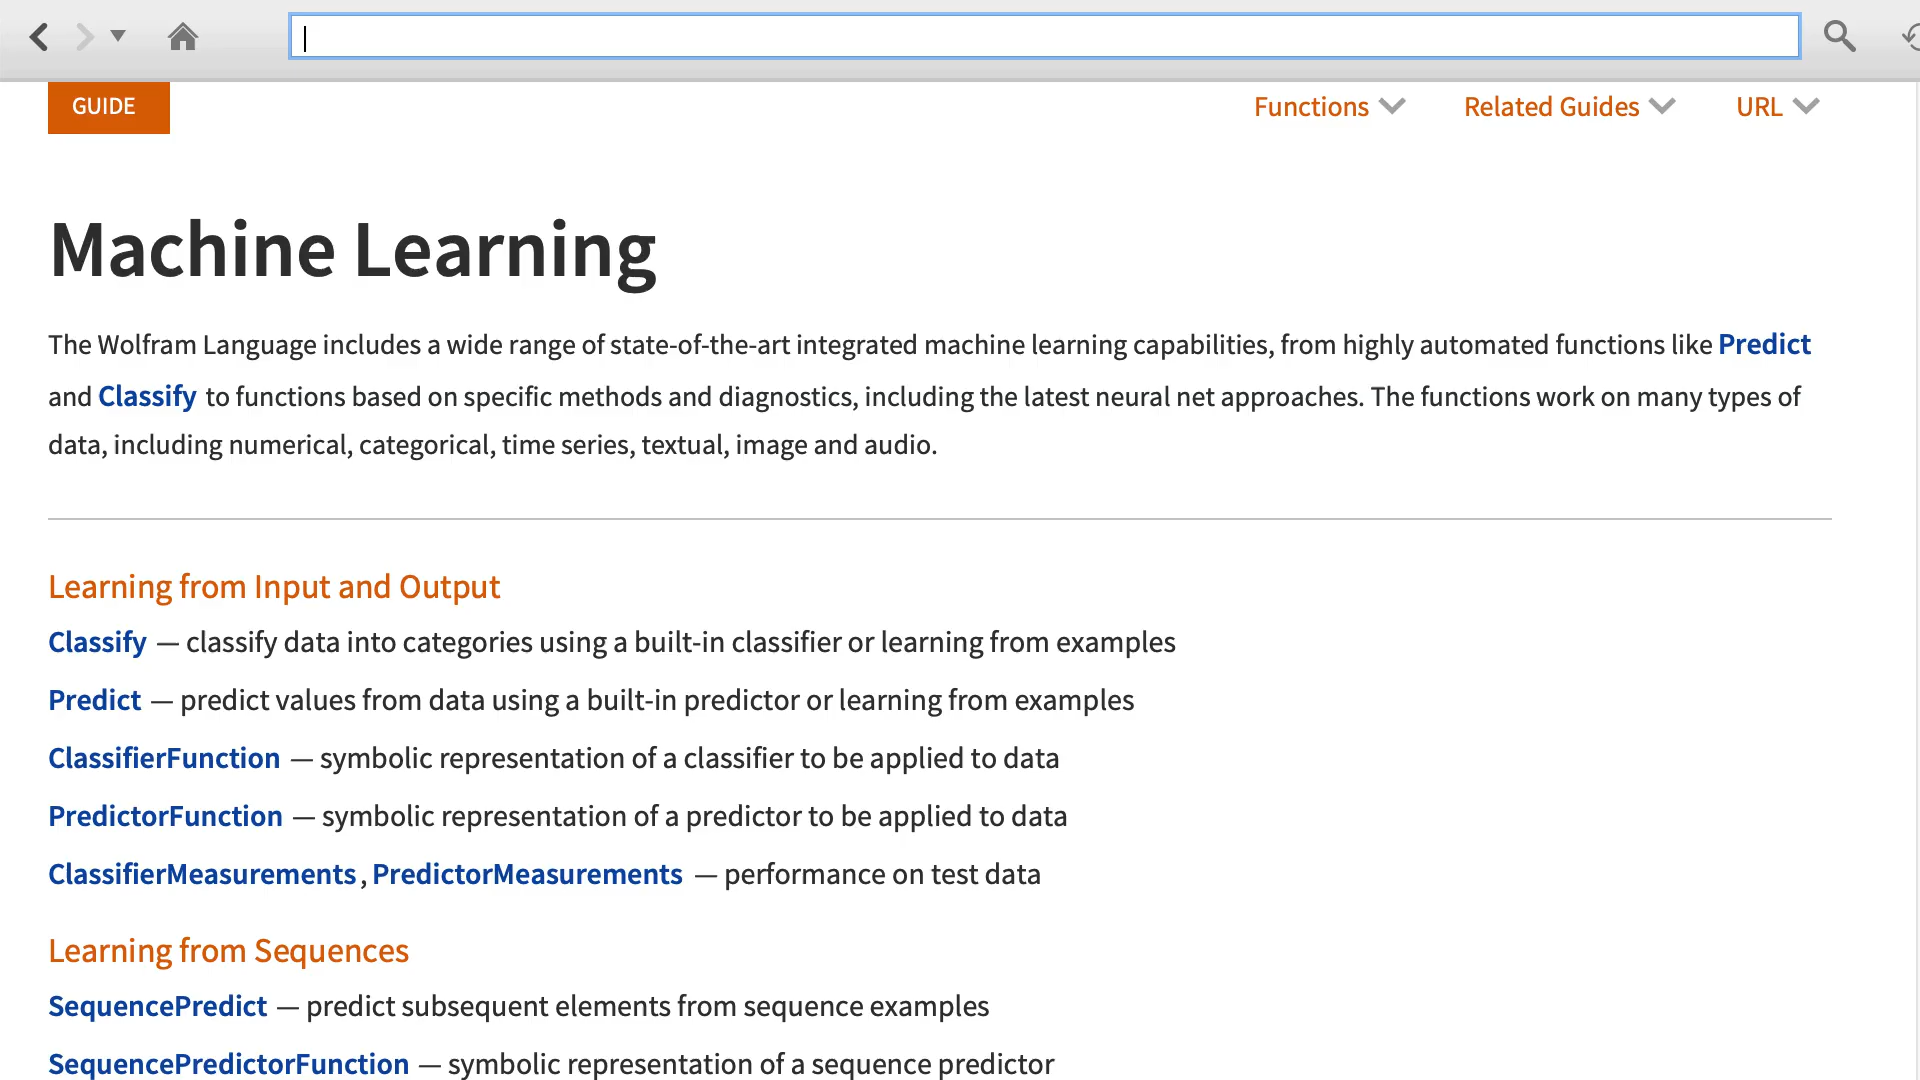 GUIDE
Functions
Related Guides
URL
Machine Learning
The Wolfram Language includes a wide range of state-of-the-art integrated machine learning capabilities, from highly automated functions like Predict
and Classify to functions based on specific methods and diagnostics, including the latest neural net approaches. The functions work on many types of
data, including numerical, categorical, time series, textual, image and audio.
Learning from Input and Output
Classify — classify data into categories using a built-in classifier or learning from examples
Predict — predict values from data using a built-in predictor or learning from examples
ClassifierFunction — symbolic representation of a classifier to be applied to data
PredictorFunction — symbolic representation of a predictor to be applied to data
ClassifierMeasurements, PredictorMeasurements — performance on test data
Learning from Sequences
SequencePredict — predict subsequent elements from sequence examples
SequencePredictorFunction — symbolic representation of a sequence predictor